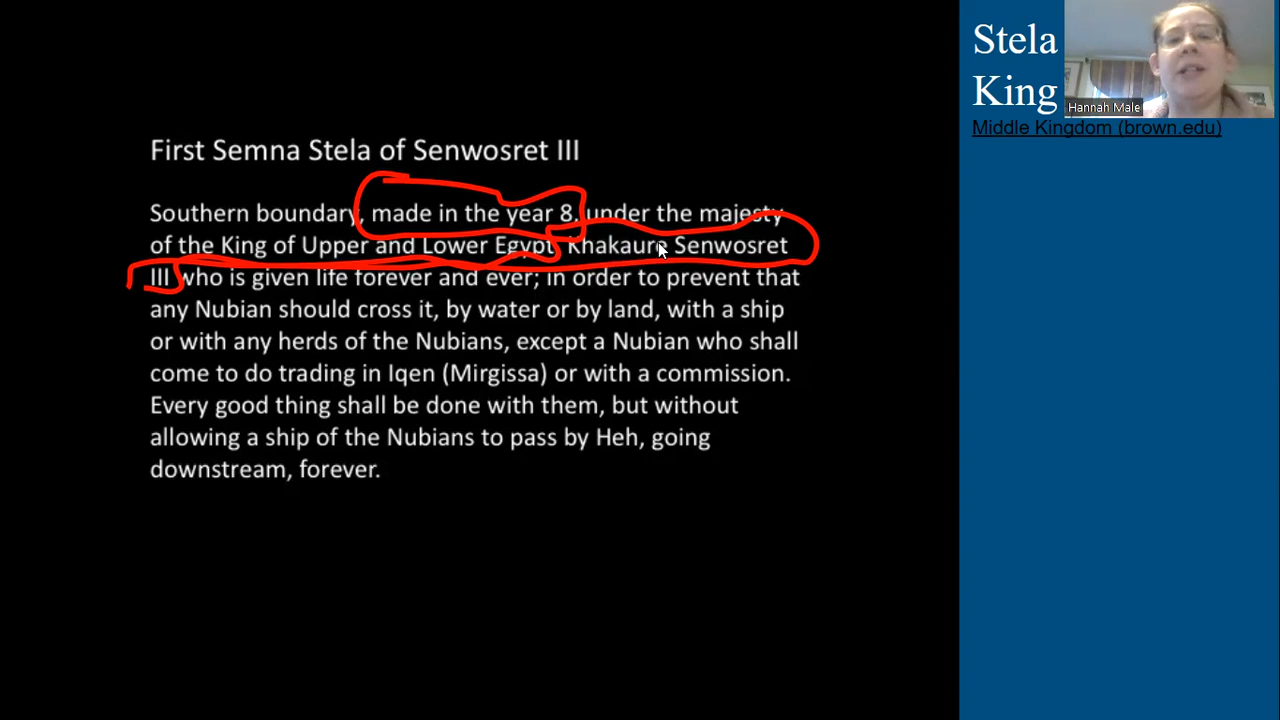 First Semna Stela of Senwosret III
Southern boundary, made in the year 8, under the majesty
of the King of Upper and Lower Egypt, Khakaure Senwosret
III who is given life forever and ever; in order to prevent that
any Nubian should cross it, by water or by land, with a ship
or with any herds of the Nubians, except a Nubian who shall
come to do trading in Iqen (Mirgissa) or with a commission.
Every good thing shall be done with them, but without
allowing a ship of the Nubians to pass by Heh, going
downstream, forever.
Stela
King
Hannah Male
Middle Kingdom (brown.edu)